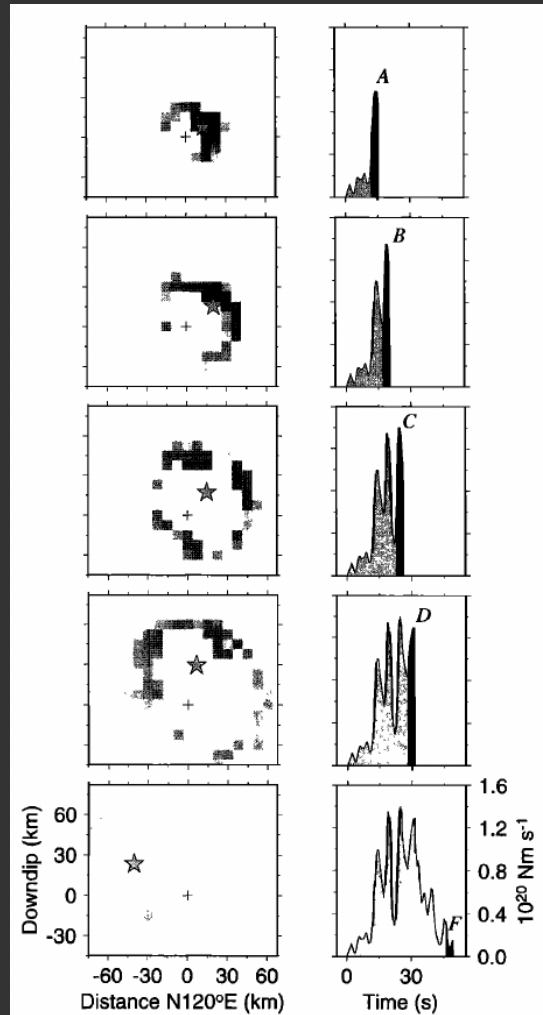 A
B
C
D
60
30
0
-30
Downdip (km)
-60 -30 0 30 60
Distance N120°E (km)
F
1.6
1.2
0.8
0.4
0.0
10²⁰ Nm s⁻¹
0 30
Time (s)